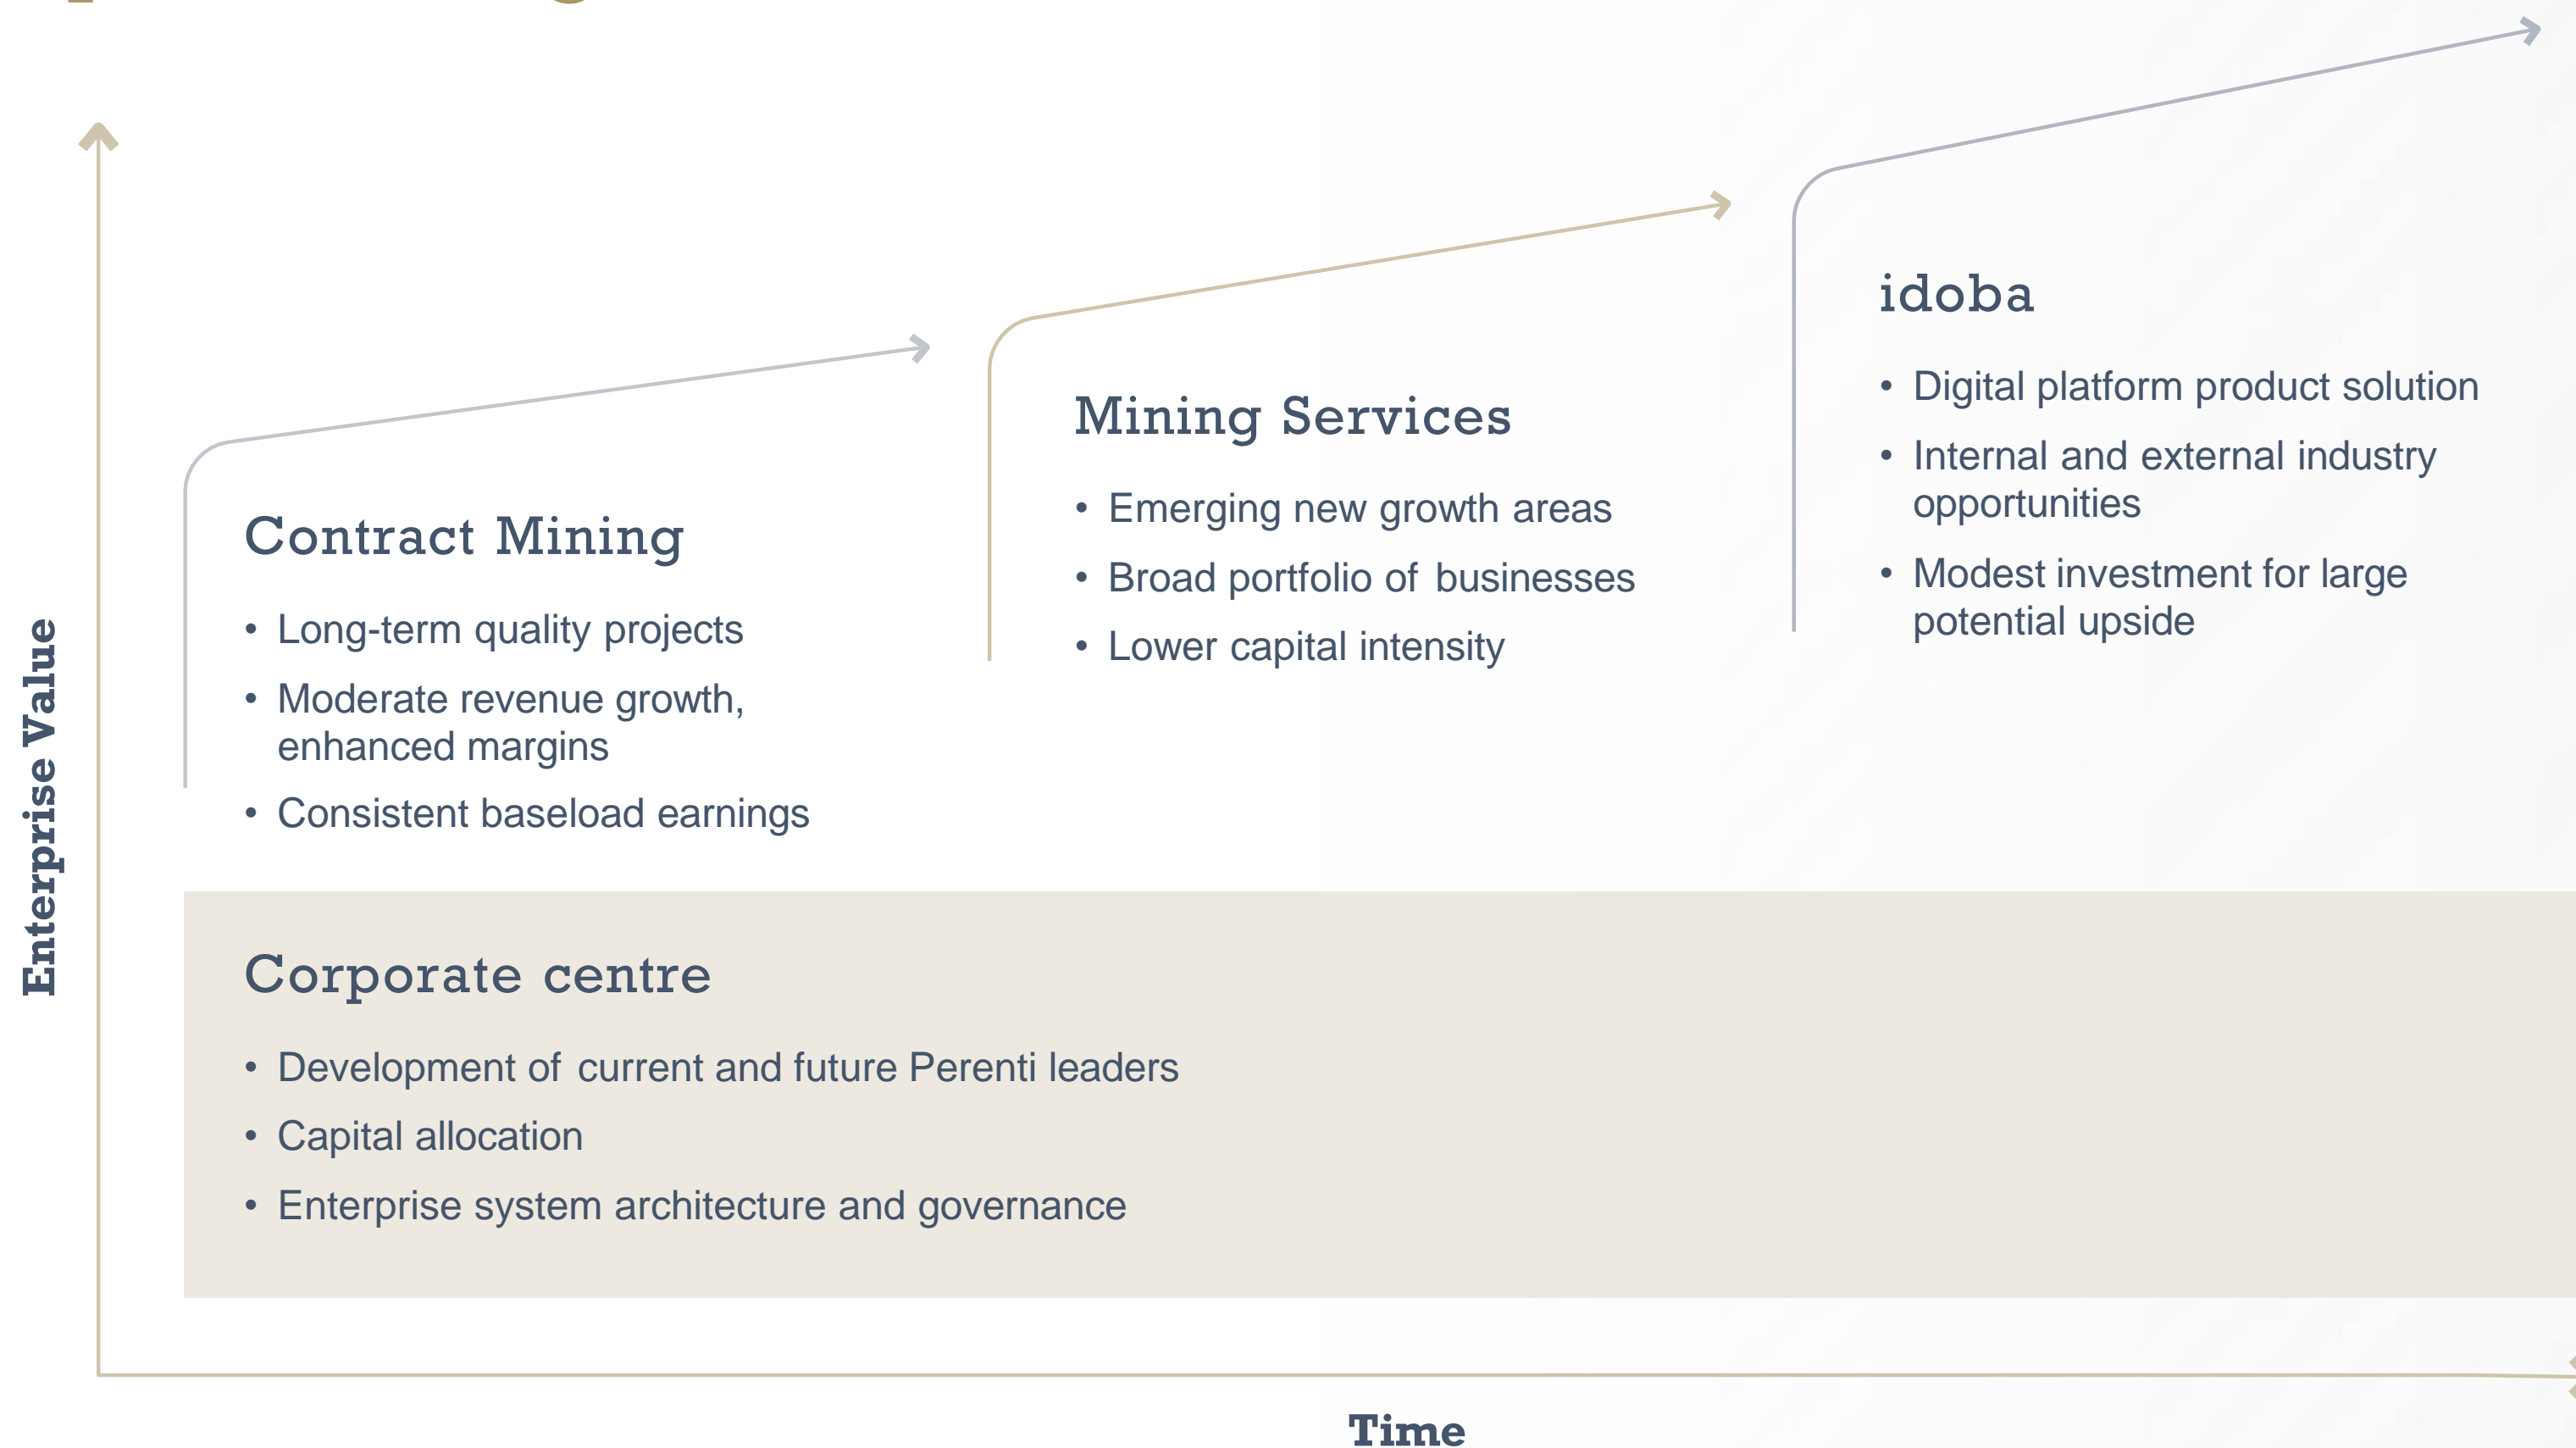 idoba
• Digital platform product solution
• Internal and external industry
opportunities
• Modest investment for large
potential upside
Mining Services
• Emerging new growth areas
• Broad portfolio of businesses
• Lower capital intensity
Contract Mining
• Long-term quality projects
• Moderate revenue growth,
enhanced margins
• Consistent baseload earnings
Enterprise Value
Corporate centre
• Development of current and future Perenti leaders
• Capital allocation
• Enterprise system architecture and governance
Time